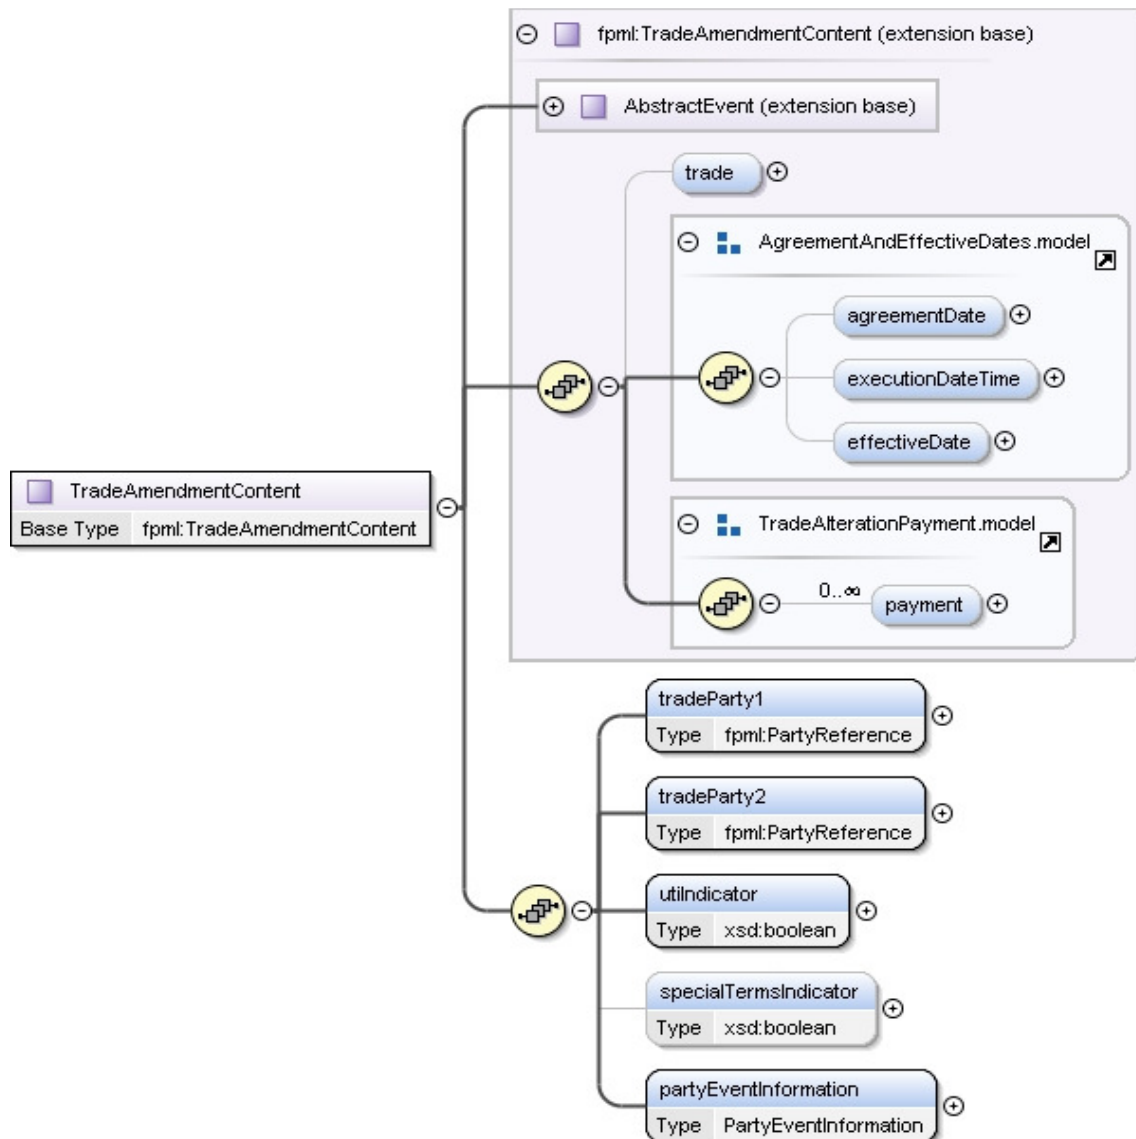 fpml:TradeAmendmentContent (extension base)
AbstractEvent (extension base)
trade
AgreementAndEffectiveDates.model
agreementDate
executionDateTime
effectiveDate
TradeAmendmentContent
Base Type fpml:TradeAmendmentContent
TradeAlterationPayment.model
0..∞
payment
tradeParty1
Type fpml:PartyReference
tradeParty2
Type fpml:PartyReference
utiIndicator
Type xsd:boolean
specialTermsIndicator
Type xsd:boolean
partyEventInformation
Type PartyEventInformation